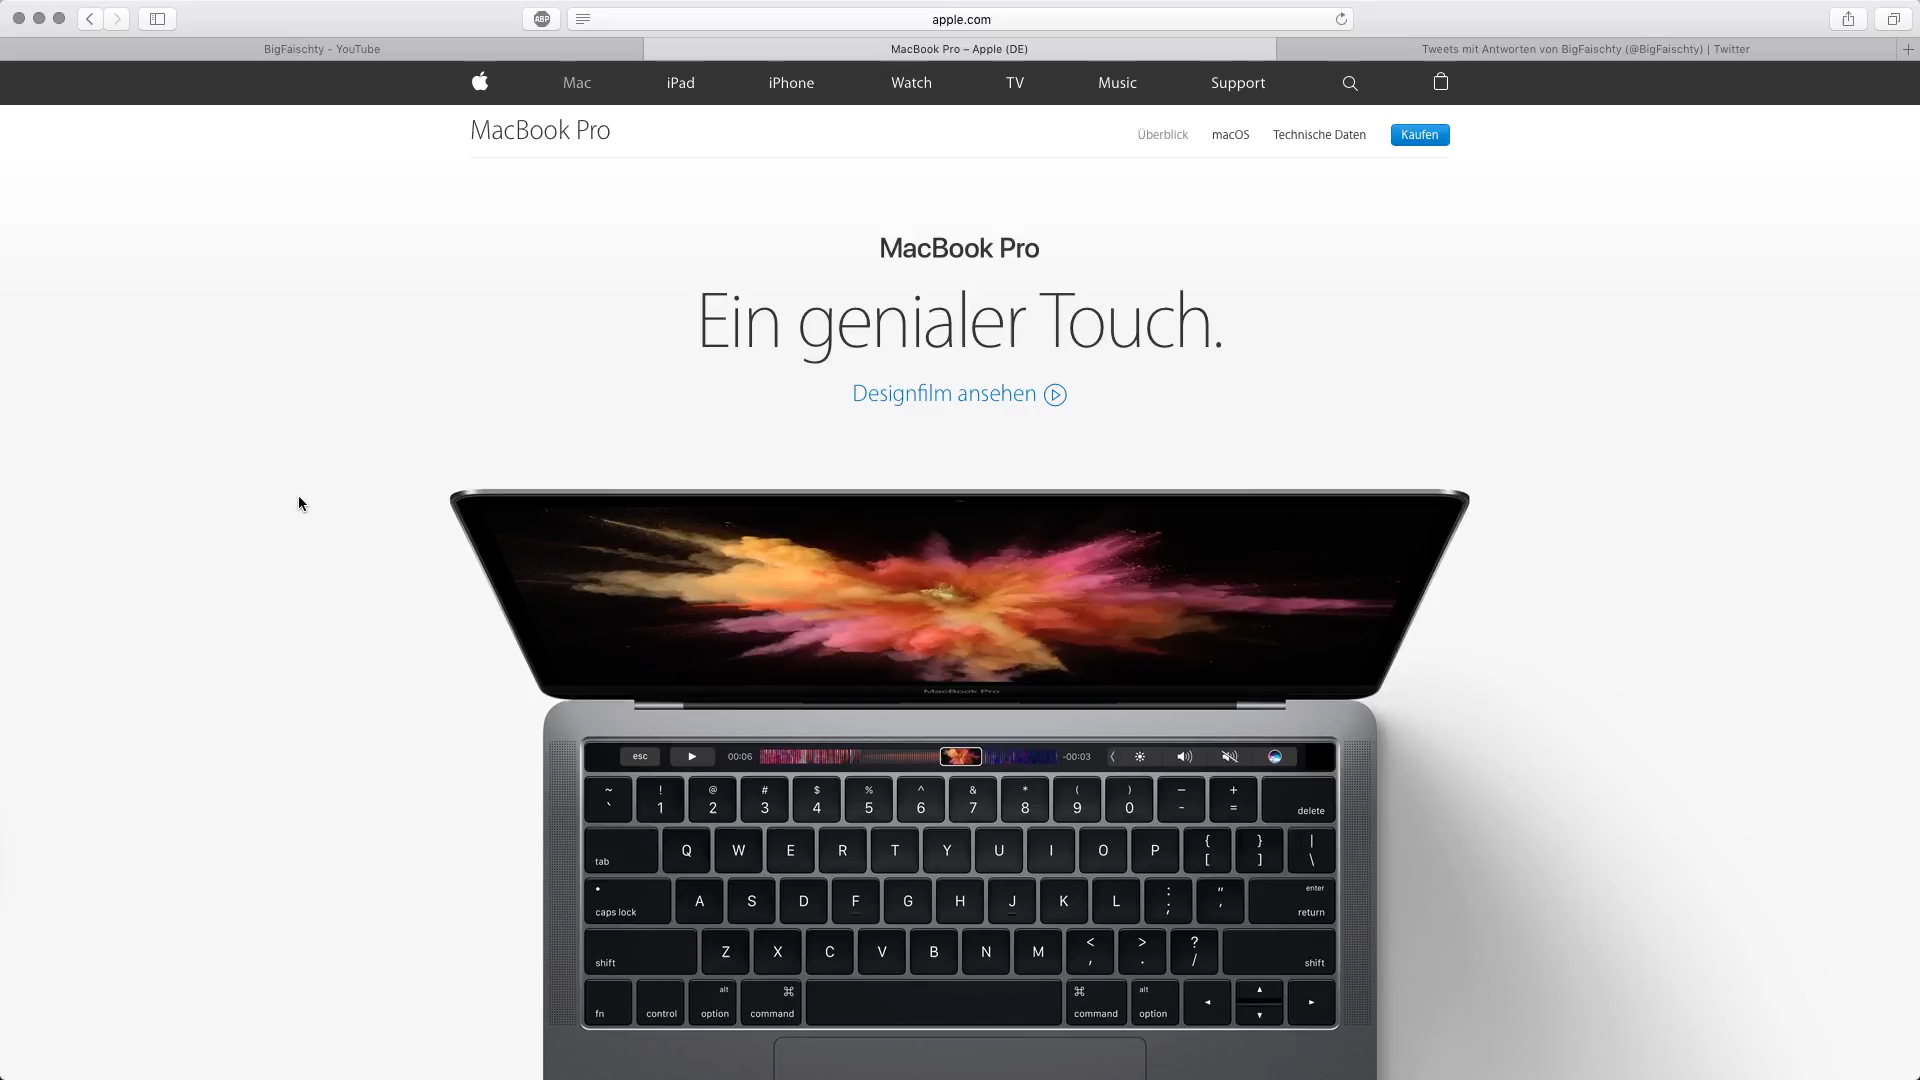 ABP
apple.com
BigFaischty - YouTube
MacBook Pro – Apple (DE)
Tweets mit Antworten von BigFaischty (@BigFaischty) | Twitter
Mac
iPad
iPhone
Watch
TV
Music
Support
MacBook Pro
Überblick
macOS
Technische Daten
Kaufen
MacBook Pro
Ein genialer Touch.
Designfilm ansehen
MacBook Pro
esc
00:06
-00:03
~ ! @ # $ % ^ & * ( ) – +
` 1 2 3 4 5 6 7 8 9 0 - = delete
{ } |
tab Q W E R T Y U I O P [ ] \
: " enter
caps lock A S D F G H J K L ; ' return
< > ?
shift Z X C V B N M , . / shift
alt ⌘ ⌘ alt
fn control option command command option